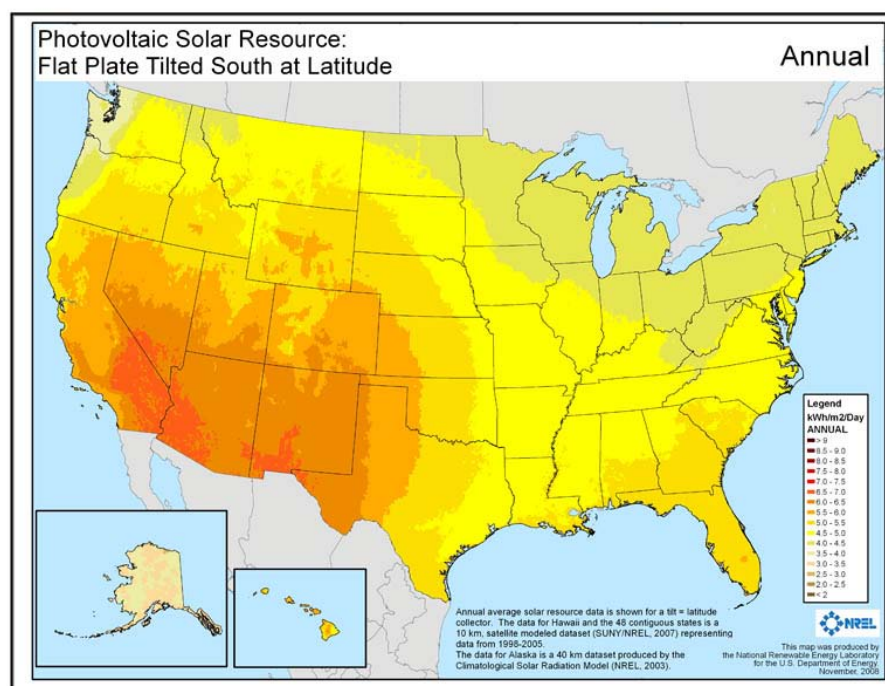 Photovoltaic Solar Resource:
Flat Plate Tilted South at Latitude
Annual
Legend
kWh/m2/Day
ANNUAL
> 9
8.5 - 9.0
8.0 - 8.5
7.5 - 8.0
7.0 - 7.5
6.5 - 7.0
6.0 - 6.5
5.5 - 6.0
5.0 - 5.5
4.5 - 5.0
4.0 - 4.5
3.5 - 4.0
3.0 - 3.5
2.5 - 3.0
2.0 - 2.5
< 2
Annual average solar resource data is shown for a tilt = latitude
collector. The data for Hawaii and the 48 contiguous states is a
10 km, satellite modeled dataset (SUNY/NREL, 2007) representing
data from 1998-2005.
The data for Alaska is a 40 km dataset produced by the
Climatological Solar Radiation Model (NREL, 2003).
NREL
This map was produced by
the National Renewable Energy Laboratory
for the U.S. Department of Energy.
November, 2008